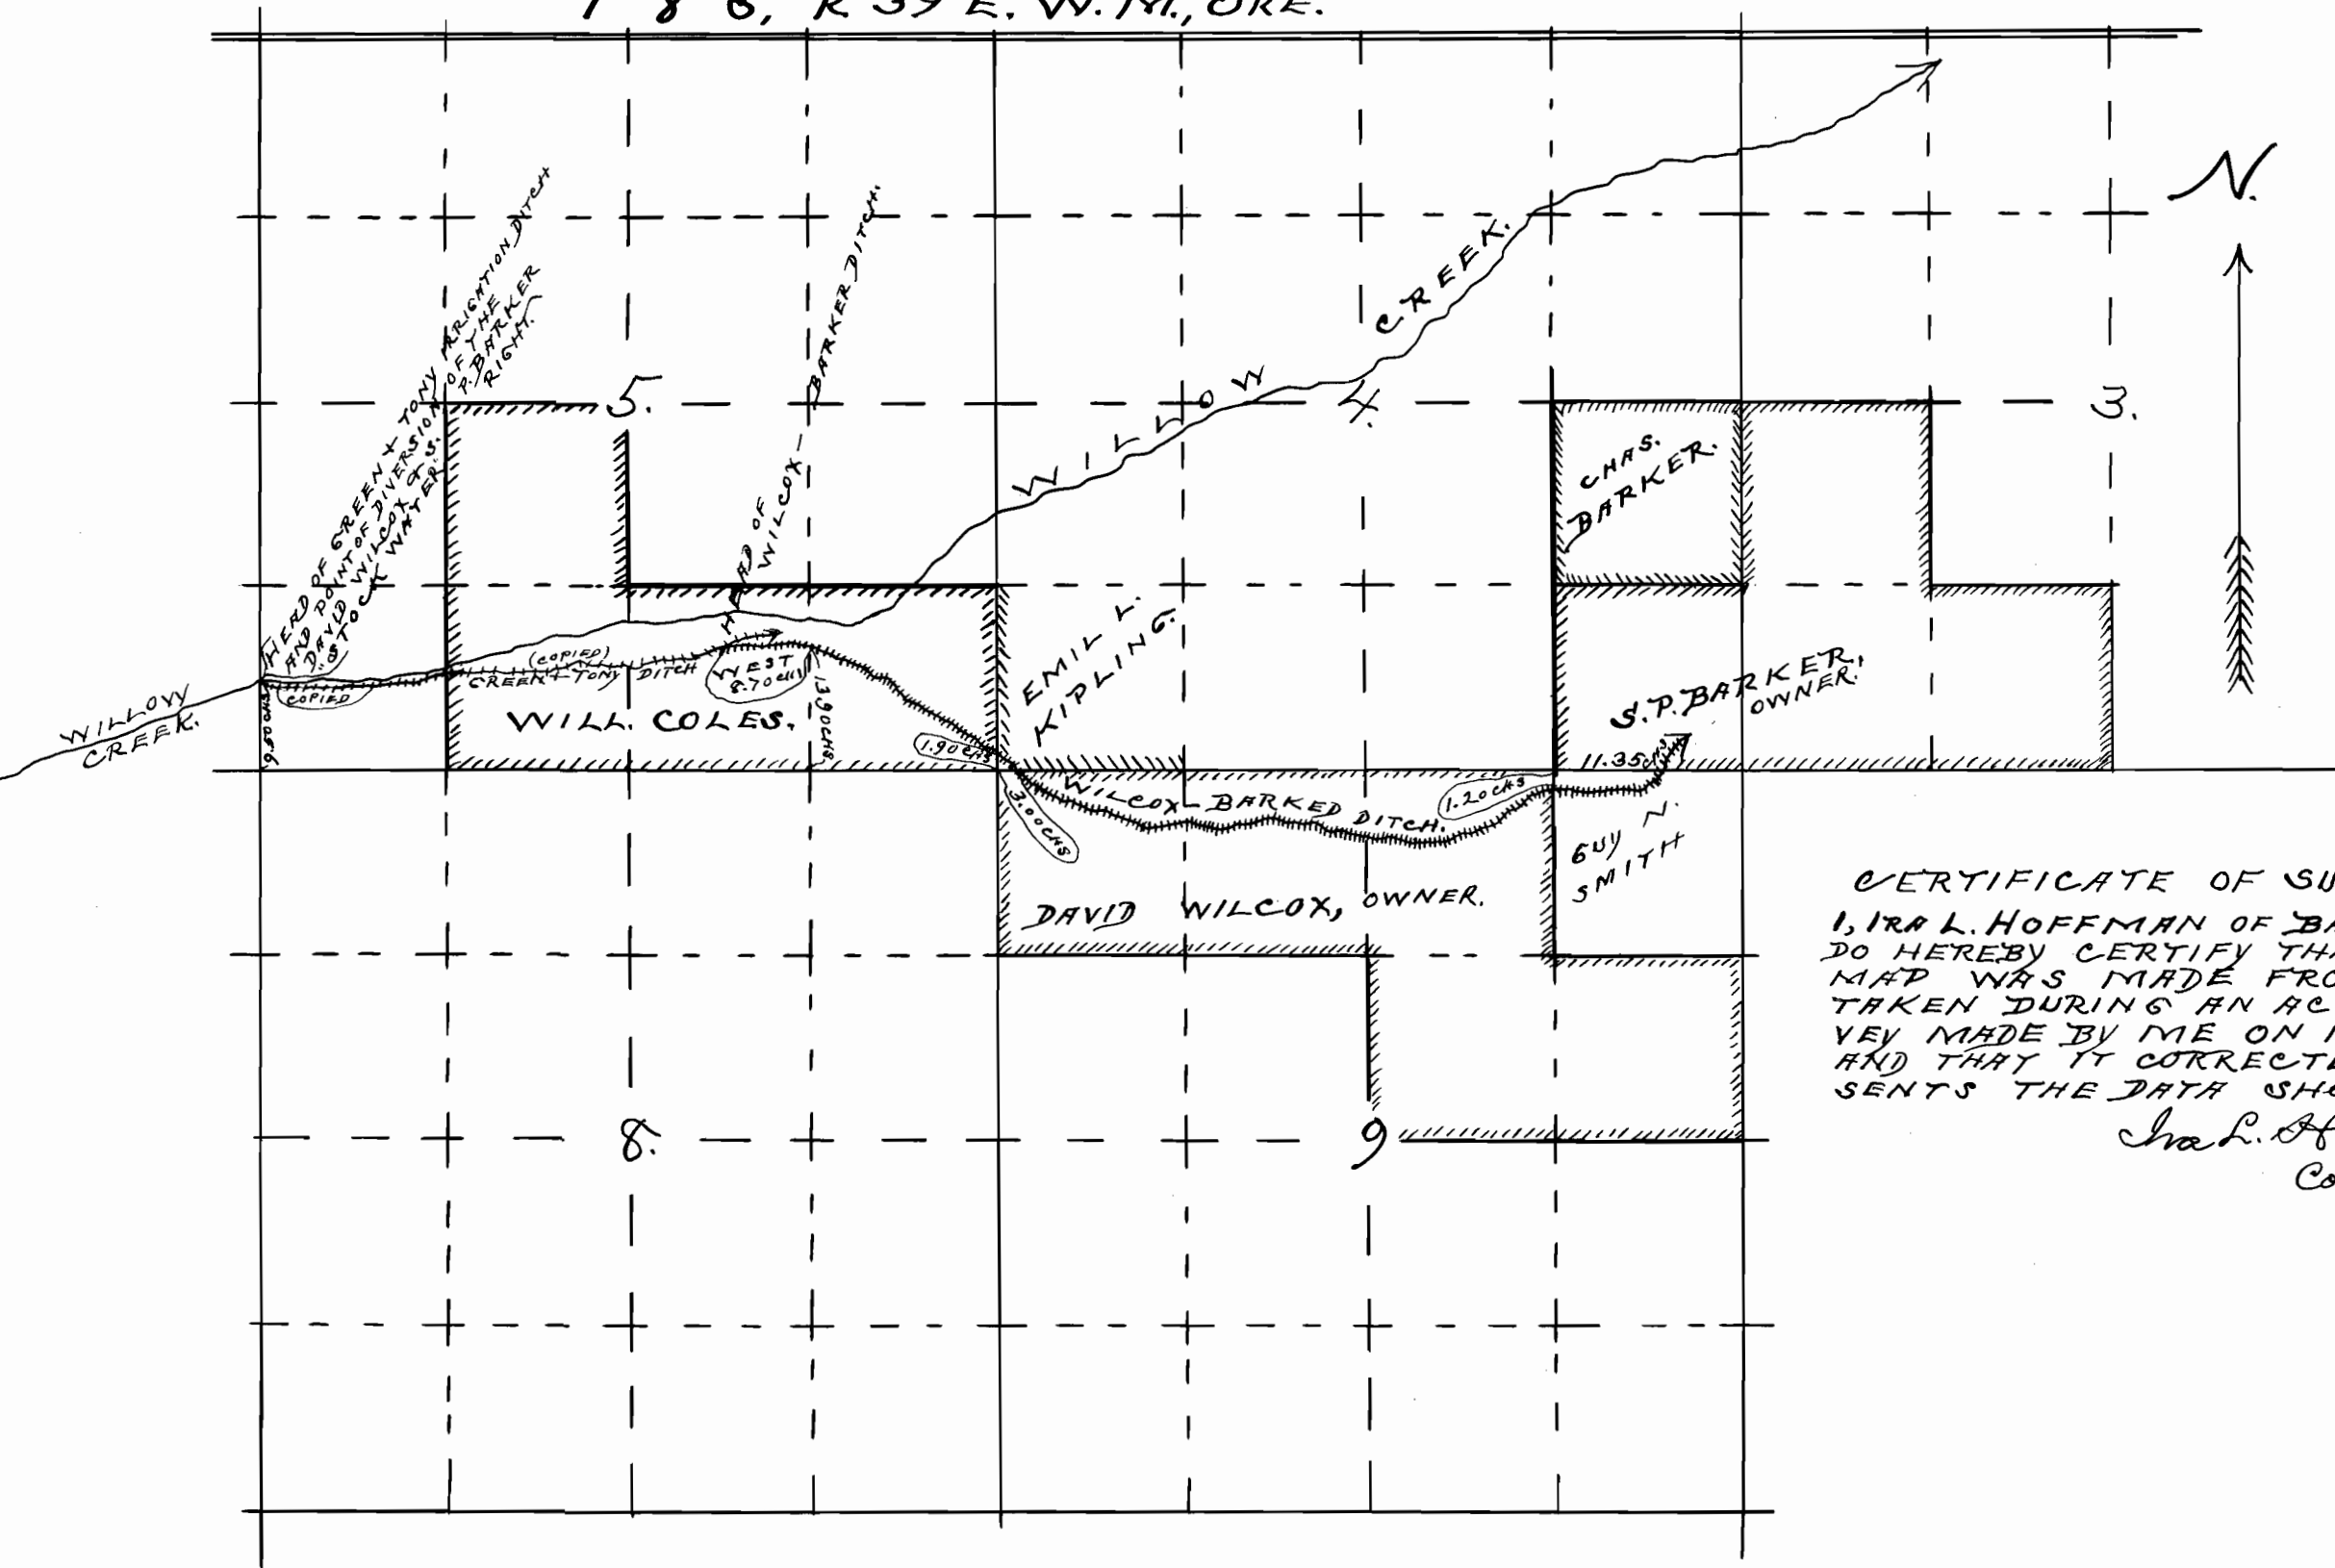 T 8 S, R 39 E. W. M., ORE.
N.
HEAD OF GREEN & TONY IRRIGATION DITCH
AND POINT OF DIVERSION OF THE
DAVID WILCOX & S. P. BARKER
"STOCK WATER" RIGHT.
HEAD OF
WILCOX-BARKER DITCH.
WILLOW CREEK.
5.
4.
3.
CHAS.
BARKER.
EMIL L.
KIPLING.
S.P. BARKER,
OWNER.
WILLOW
CREEK.
(COPIED)
GREEN & TONY DITCH
COPIED
WEST
8.70 CHS
13.90 CHS.
WILL. COLES.
1.90 CHS
3.00 CHS
WILCOX-BARKED DITCH.
1.20 CHS
11.35 CHS
GUY N.
SMITH
DAVID WILCOX, OWNER.
8.
9
CERTIFICATE OF SU
I, IRA L. HOFFMAN OF BA
DO HEREBY CERTIFY THA
MAP WAS MADE FRO
TAKEN DURING AN AC
VEY MADE BY ME ON
AND THAT IT CORRECTL
SENTS THE DATA SHO
Ira L. Hof
Co